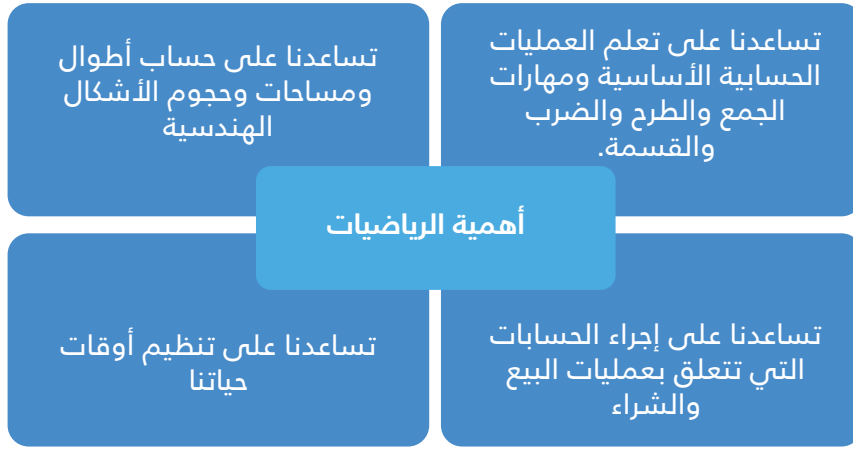 تساعدنا على تعلم العمليات
الحسابية الأساسية ومهارات
الجمع والطرح والضرب
والقسمة.
تساعدنا على حساب أطوال
ومساحات وحجوم الأشكال
الهندسية
أهمية الرياضيات
تساعدنا على إجراء الحسابات
التي تتعلق بعمليات البيع
والشراء
تساعدنا على تنظيم أوقات
حياتنا